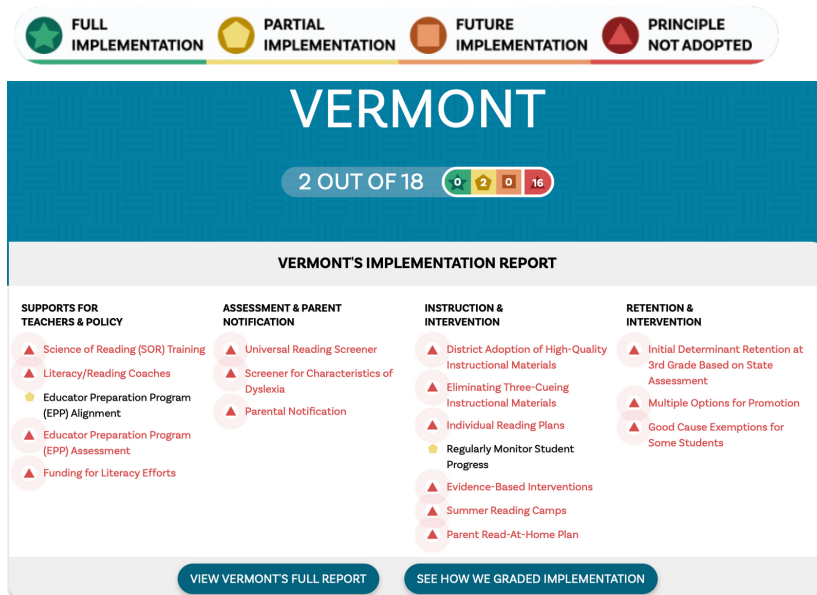 FULL
IMPLEMENTATION
PARTIAL
IMPLEMENTATION
FUTURE
IMPLEMENTATION
PRINCIPLE
NOT ADOPTED
VERMONT
2 OUT OF 18 0 2 0 16
VERMONT'S IMPLEMENTATION REPORT
SUPPORTS FOR
TEACHERS & POLICY
Science of Reading (SOR) Training
Literacy/Reading Coaches
Educator Preparation Program
(EPP) Alignment
Educator Preparation Program
(EPP) Assessment
Funding for Literacy Efforts
ASSESSMENT & PARENT
NOTIFICATION
Universal Reading Screener
Screener for Characteristics of
Dyslexia
Parental Notification
INSTRUCTION &
INTERVENTION
District Adoption of High-Quality
Instructional Materials
Eliminating Three-Cueing
Instructional Materials
Individual Reading Plans
Regularly Monitor Student
Progress
Evidence-Based Interventions
Summer Reading Camps
Parent Read-At-Home Plan
RETENTION &
INTERVENTION
Initial Determinant Retention at
3rd Grade Based on State
Assessment
Multiple Options for Promotion
Good Cause Exemptions for
Some Students
VIEW VERMONT'S FULL REPORT
SEE HOW WE GRADED IMPLEMENTATION